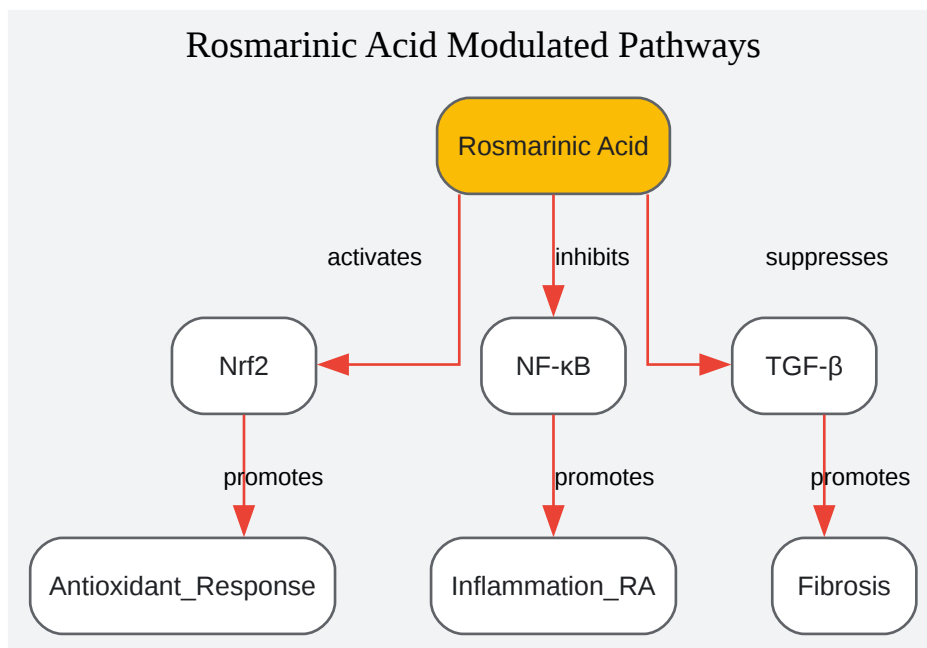 Rosmarinic Acid Modulated Pathways
Rosmarinic Acid
activates
inhibits
suppresses
Nrf2
NF-κB
TGF-β
promotes
promotes
promotes
Antioxidant_Response
Inflammation_RA
Fibrosis